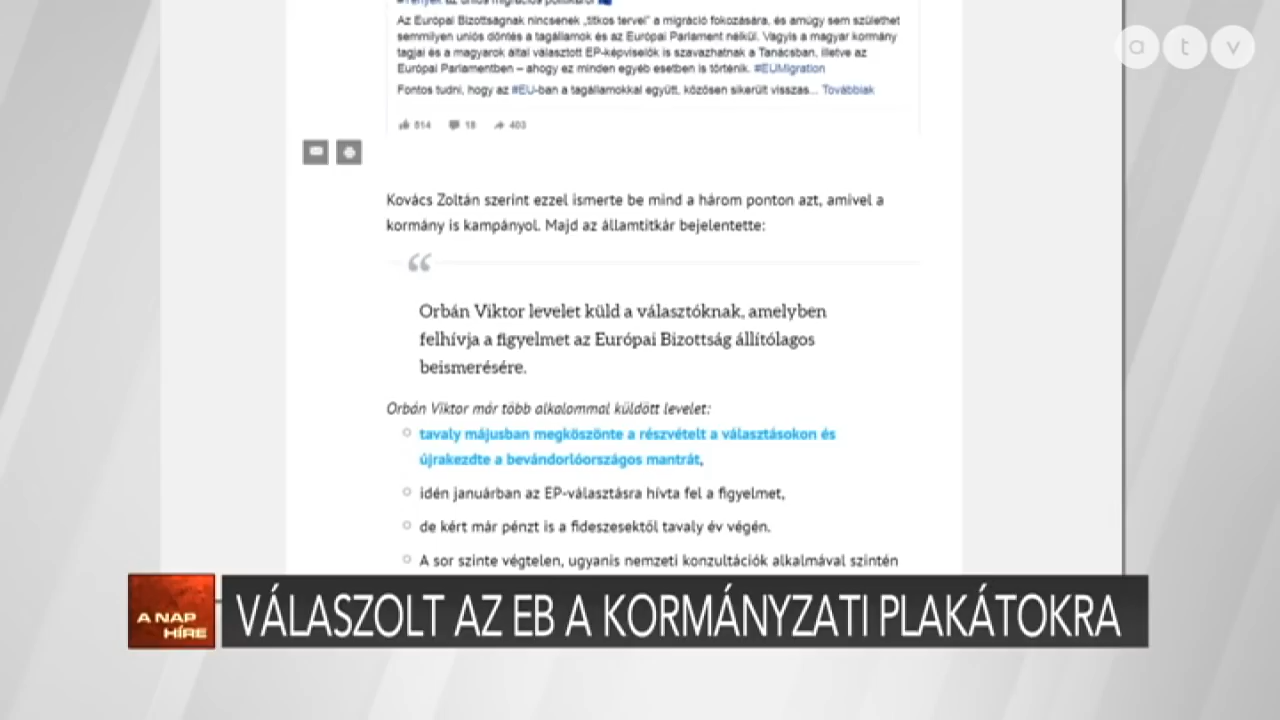 #Tények az uniós migrációs politikáról
Az Európai Bizottságnak nincsenek „titkos tervei” a migráció fokozására, és amúgy sem születhet
semmilyen uniós döntés a tagállamok és az Európai Parlament nélkül. Vagyis a magyar kormány
tagjai és a magyarok által választott EP-képviselők is szavazhatnak a Tanácsban, illetve az
Európai Parlamentben – ahogy ez minden egyéb esetben is történik. #EUMigration
Fontos tudni, hogy az #EU-ban a tagállamokkal együtt, közösen sikerült visszas... Továbbiak
814 18 403
Kovács Zoltán szerint ezzel ismerte be mind a három ponton azt, amivel a
kormány is kampányol. Majd az államtitkár bejelentette:
“
Orbán Viktor levelet küld a választóknak, amelyben
felhívja a figyelmet az Európai Bizottság állítólagos
beismerésére.
Orbán Viktor már több alkalommal küldött levelet:
tavaly májusban megköszönte a részvételt a választásokon és
újrakezdte a bevándorlóországos mantrát,
idén januárban az EP-választásra hívta fel a figyelmet,
de kért már pénzt is a fideszesektől tavaly év végén.
A sor szinte végtelen, ugyanis nemzeti konzultációk alkalmával szintén
A NAP
HÍRE
VÁLASZOLT AZ EB A KORMÁNYZATI PLAKÁTOKRA
atv